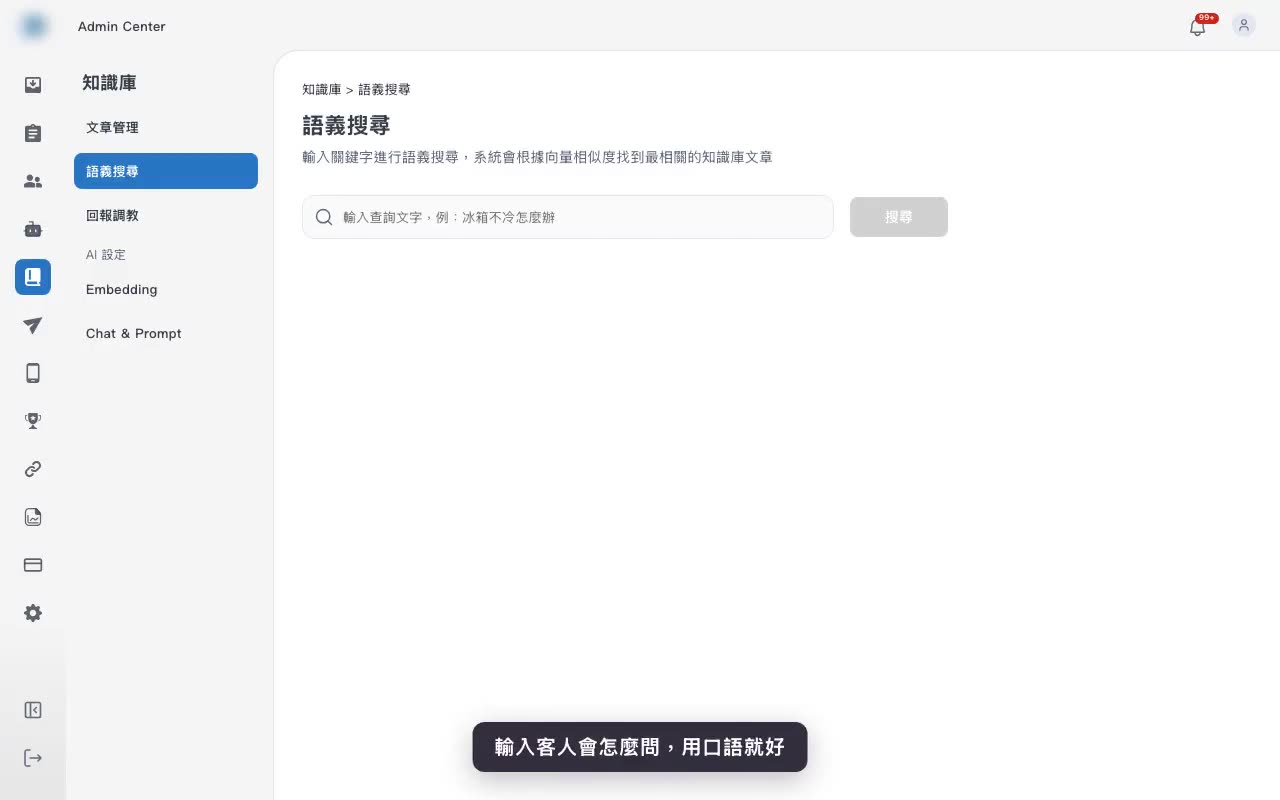 Admin Center
99+
知識庫
文章管理
語義搜尋
回報調教
AI 設定
Embedding
Chat & Prompt
知識庫 > 語義搜尋
語義搜尋
輸入關鍵字進行語義搜尋，系統會根據向量相似度找到最相關的知識庫文章
輸入查詢文字，例：冰箱不冷怎麼辦
搜尋
輸入客人會怎麼問，用口語就好